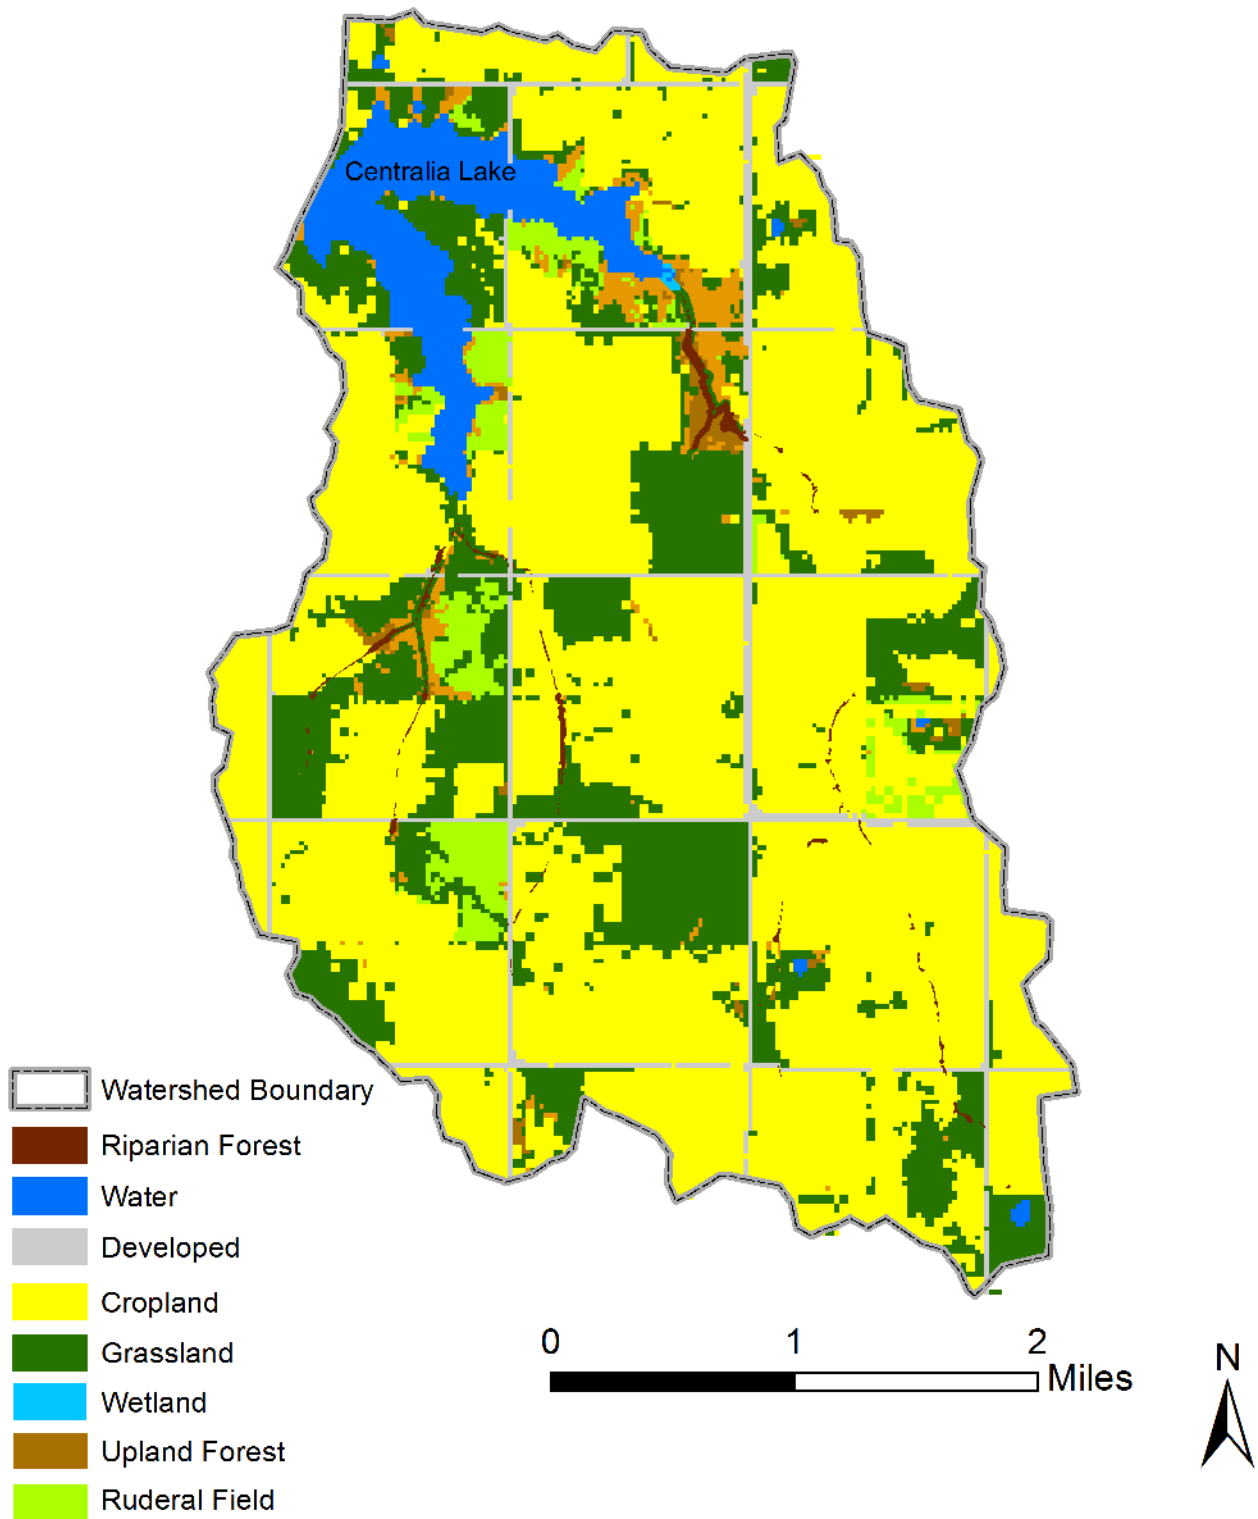 Centralia Lake
Watershed Boundary
Riparian Forest
Water
Developed
Cropland
Grassland
Wetland
Upland Forest
Ruderal Field
0 1 2
Miles
N